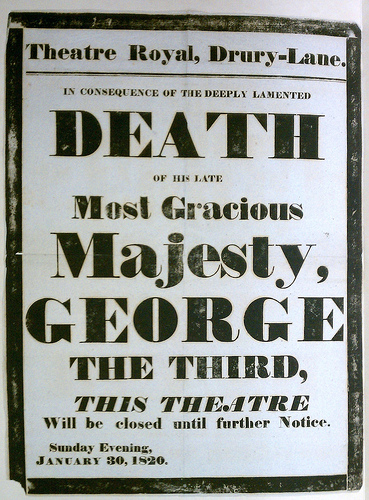 Theatre Royal, Drury-Lane.
IN CONSEQUENCE OF THE DEEPLY LAMENTED
DEATH
OF HIS LATE
Most Gracious
Majesty,
GEORGE
THE THIRD,
THIS THEATRE
Will be closed until further Notice.
Sunday Evening,
JANUARY 30, 1820.